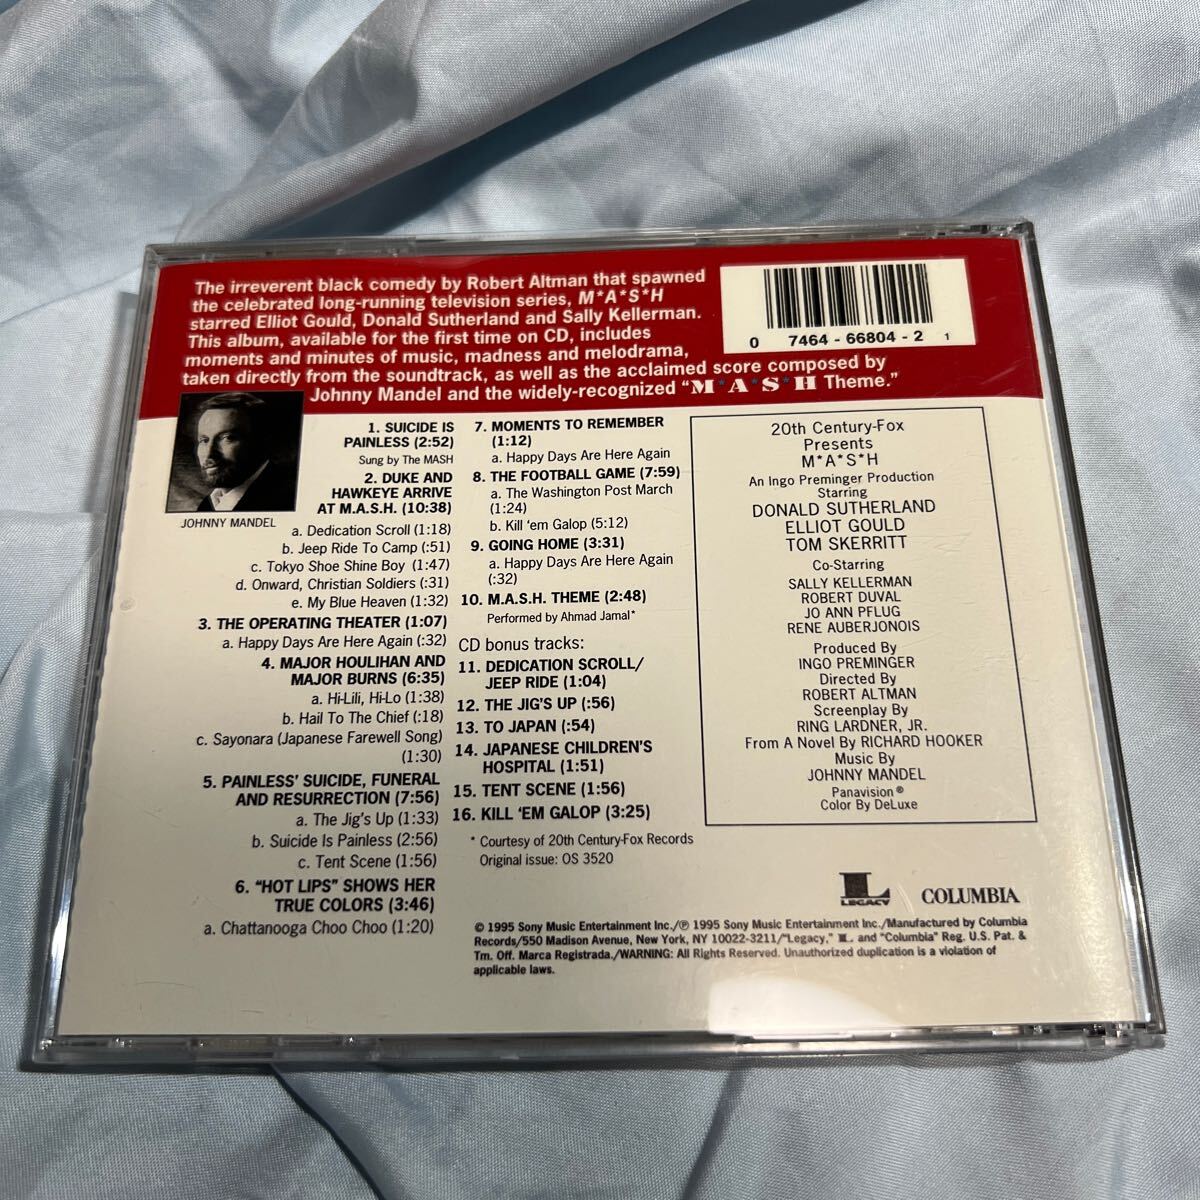 The irreverent black comedy by Robert Altman that spawned
the celebrated long-running television series, M*A*S*H
starred Elliot Gould, Donald Sutherland and Sally Kellerman.
This album, available for the first time on CD, includes
moments and minutes of music, madness and melodrama,
taken directly from the soundtrack, as well as the acclaimed score composed by
Johnny Mandel and the widely-recognized "M*A*S*H Theme."
0 7464-66804-2 1
JOHNNY MANDEL
1. SUICIDE IS
PAINLESS (2:52)
Sung by The MASH
2. DUKE AND
HAWKEYE ARRIVE
AT M.A.S.H. (10:38)
a. Dedication Scroll (1:18)
b. Jeep Ride To Camp (:51)
c. Tokyo Shoe Shine Boy (1:47)
d. Onward, Christian Soldiers (:31)
e. My Blue Heaven (1:32)
3. THE OPERATING THEATER (1:07)
a. Happy Days Are Here Again (:32)
4. MAJOR HOULIHAN AND
MAJOR BURNS (6:35)
a. Hi-Lili, Hi-Lo (1:38)
b. Hail To The Chief (:18)
c. Sayonara (Japanese Farewell Song)
(1:30)
5. PAINLESS' SUICIDE, FUNERAL
AND RESURRECTION (7:56)
a. The Jig's Up (1:33)
b. Suicide Is Painless (2:56)
c. Tent Scene (1:56)
6. "HOT LIPS" SHOWS HER
TRUE COLORS (3:46)
a. Chattanooga Choo Choo (1:20)
7. MOMENTS TO REMEMBER
(1:12)
a. Happy Days Are Here Again
8. THE FOOTBALL GAME (7:59)
a. The Washington Post March
(1:24)
b. Kill 'em Galop (5:12)
9. GOING HOME (3:31)
a. Happy Days Are Here Again
(:32)
10. M.A.S.H. THEME (2:48)
Performed by Ahmad Jamal*
CD bonus tracks:
11. DEDICATION SCROLL/
JEEP RIDE (1:04)
12. THE JIG'S UP (:56)
13. TO JAPAN (:54)
14. JAPANESE CHILDREN'S
HOSPITAL (1:51)
15. TENT SCENE (1:56)
16. KILL 'EM GALOP (3:25)
* Courtesy of 20th Century-Fox Records
Original issue: OS 3520
20th Century-Fox
Presents
M*A*S*H
An Ingo Preminger Production
Starring
DONALD SUTHERLAND
ELLIOT GOULD
TOM SKERRITT
Co-Starring
SALLY KELLERMAN
ROBERT DUVAL
JO ANN PFLUG
RENE AUBERJONOIS
Produced By
INGO PREMINGER
Directed By
ROBERT ALTMAN
Screenplay By
RING LARDNER, JR.
From A Novel By RICHARD HOOKER
Music By
JOHNNY MANDEL
Panavision®
Color By DeLuxe
L LEGACY COLUMBIA
© 1995 Sony Music Entertainment Inc./℗ 1995 Sony Music Entertainment Inc./Manufactured by Columbia
Records/550 Madison Avenue, New York, NY 10022-3211/"Legacy," L and "Columbia" Reg. U.S. Pat. &
Tm. Off. Marca Registrada./WARNING: All Rights Reserved. Unauthorized duplication is a violation of
applicable laws.